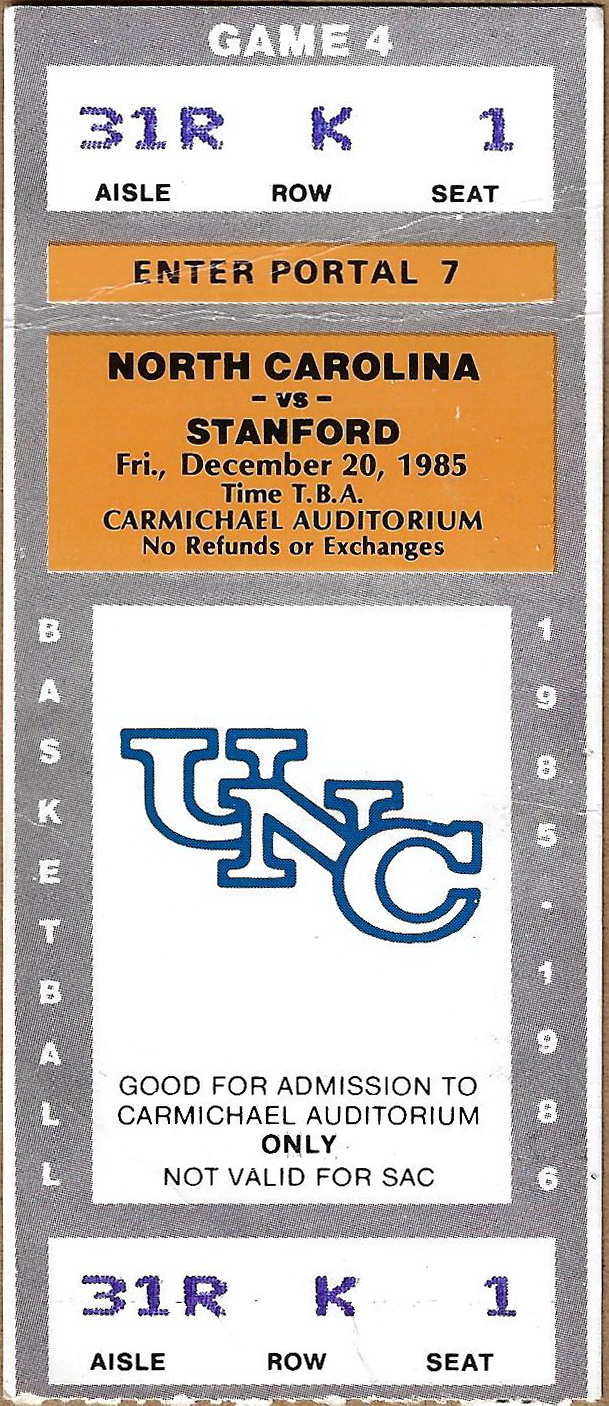 GAME 4
31R K 1
AISLE ROW SEAT
ENTER PORTAL 7
NORTH CAROLINA
- VS -
STANFORD
Fri., December 20, 1985
Time T.B.A.
CARMICHAEL AUDITORIUM
No Refunds or Exchanges
BASKETBALL
1985-1986
UNC
GOOD FOR ADMISSION TO
CARMICHAEL AUDITORIUM
ONLY
NOT VALID FOR SAC
31R K 1
AISLE ROW SEAT